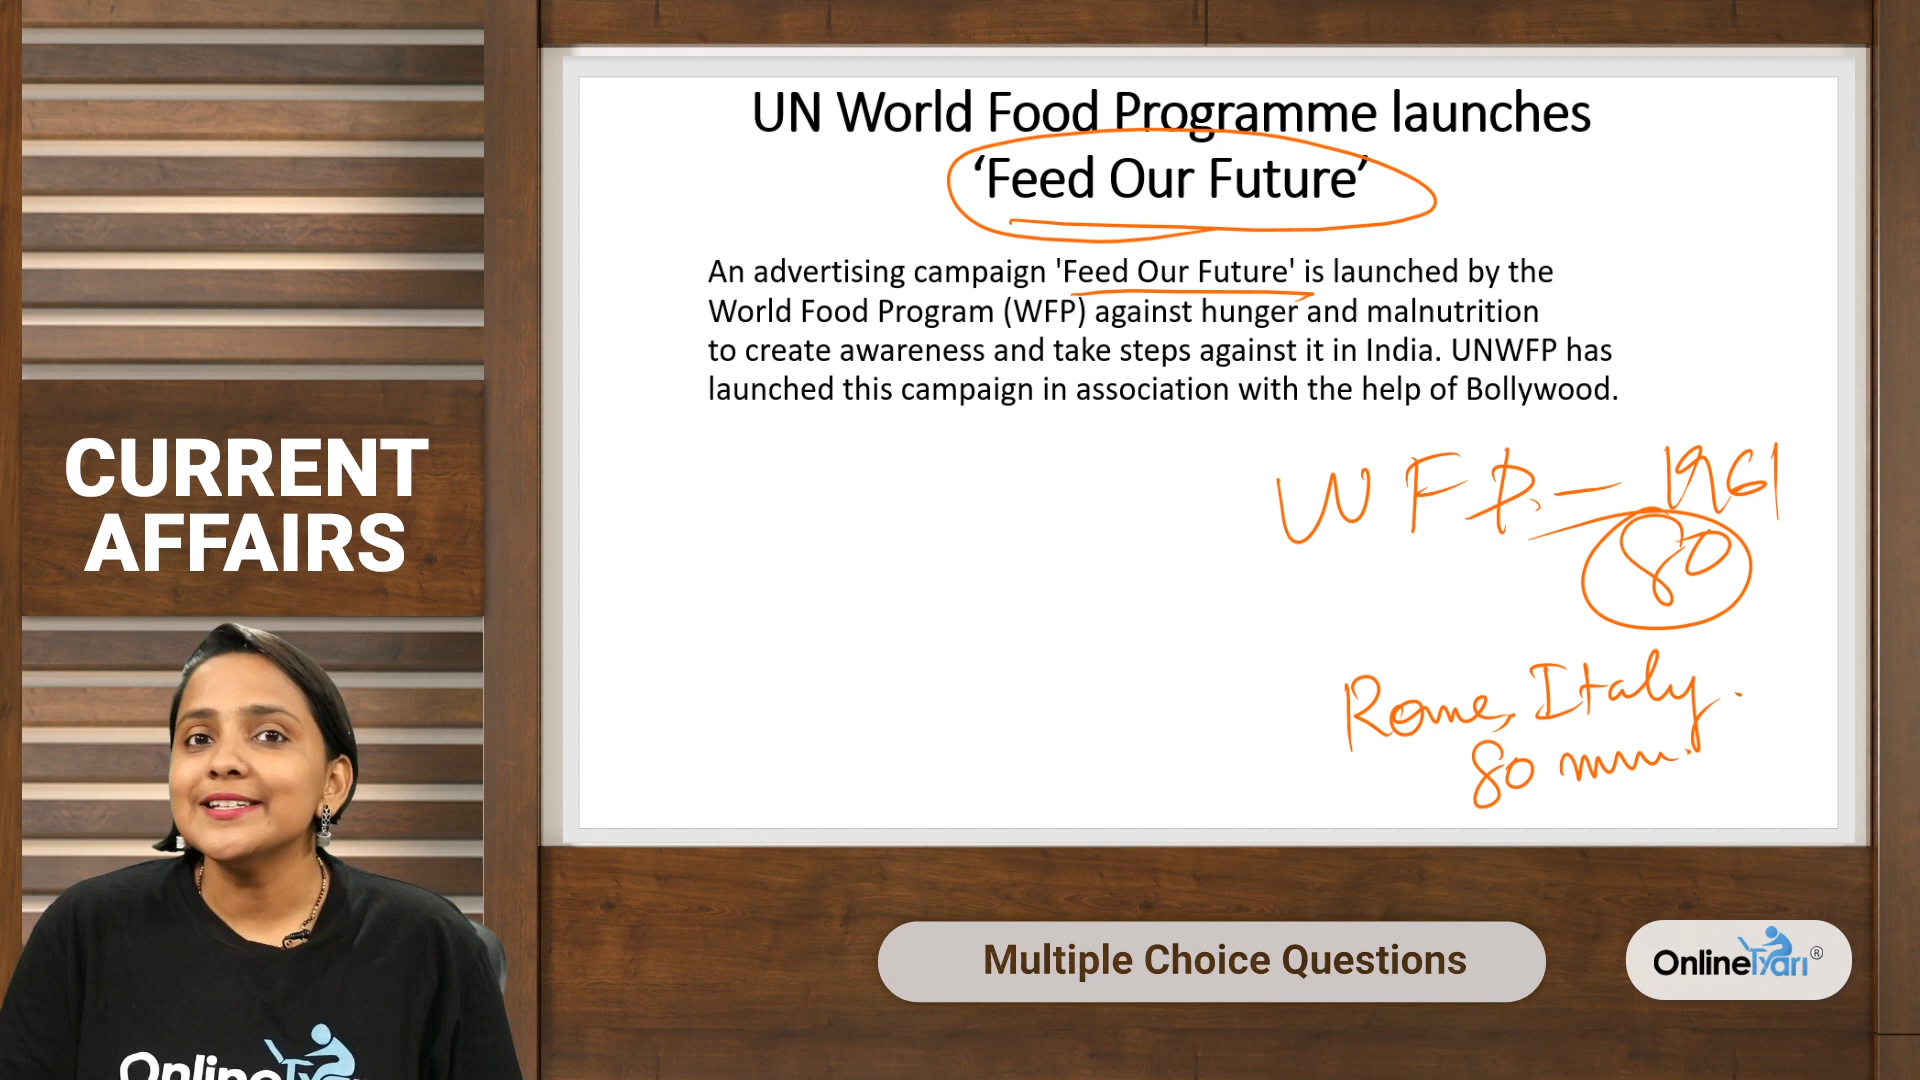 UN World Food Programme launches
‘Feed Our Future’
An advertising campaign 'Feed Our Future' is launched by the
World Food Program (WFP) against hunger and malnutrition
to create awareness and take steps against it in India. UNWFP has
launched this campaign in association with the help of Bollywood.
WFP - 1961
80
Rome, Italy.
80
CURRENT
AFFAIRS
Multiple Choice Questions
OnlineTyari ®
OnlineTyari